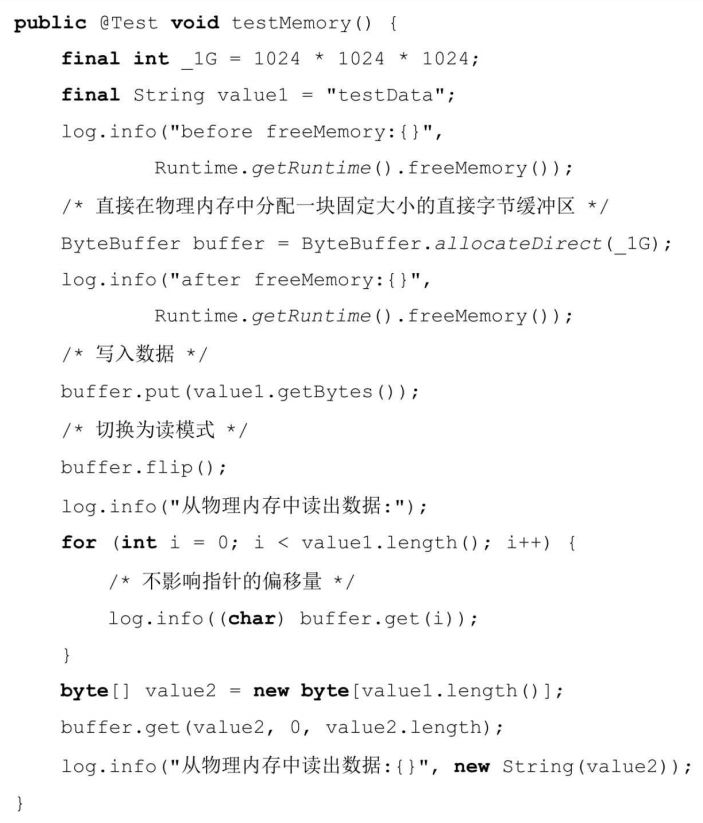 public @Test void testMemory() {
    final int _1G = 1024 * 1024 * 1024;
    final String value1 = "testData";
    log.info("before freeMemory:{}",
            Runtime.getRuntime().freeMemory());
    /* 直接在物理内存中分配一块固定大小的直接字节缓冲区 */
    ByteBuffer buffer = ByteBuffer.allocateDirect(_1G);
    log.info("after freeMemory:{}",
            Runtime.getRuntime().freeMemory());
    /* 写入数据 */
    buffer.put(value1.getBytes());
    /* 切换为读模式 */
    buffer.flip();
    log.info("从物理内存中读出数据:");
    for (int i = 0; i < value1.length(); i++) {
        /* 不影响指针的偏移量 */
        log.info((char) buffer.get(i));
    }
    byte[] value2 = new byte[value1.length()];
    buffer.get(value2, 0, value2.length);
    log.info("从物理内存中读出数据:{}", new String(value2));
}